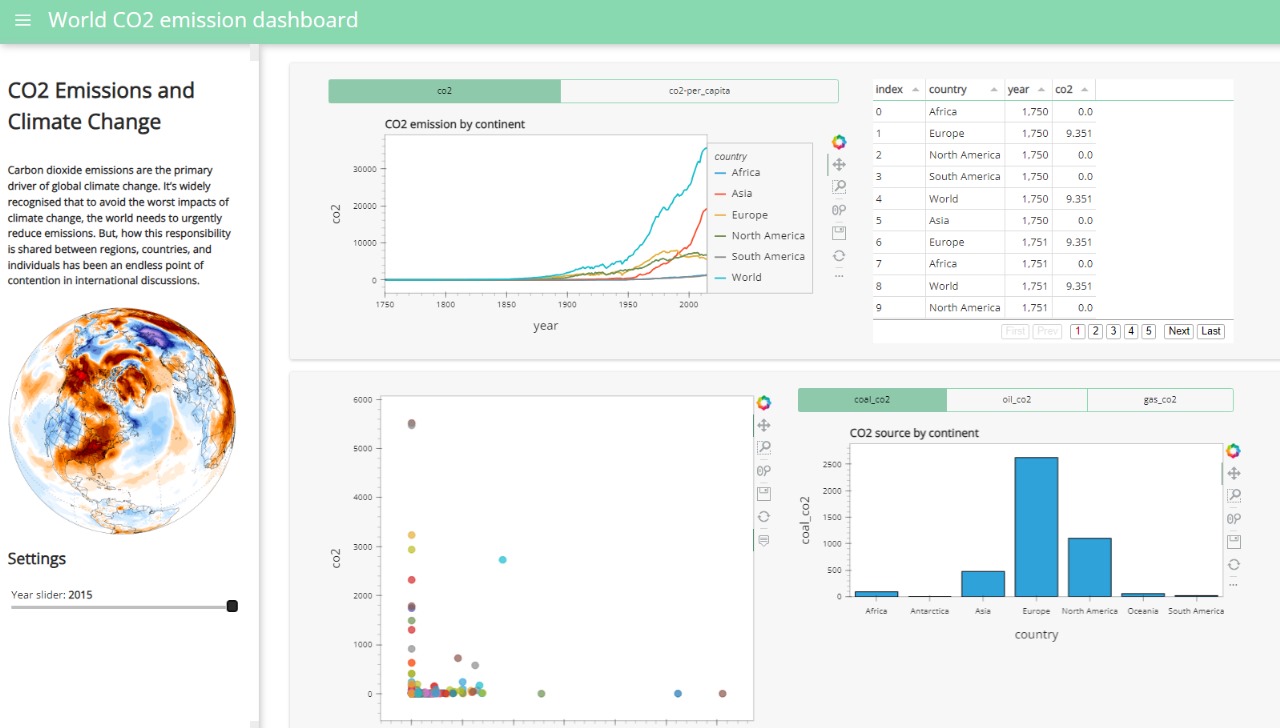 World CO2 emission dashboard
CO2 Emissions and
Climate Change
Carbon dioxide emissions are the primary
driver of global climate change. It's widely
recognised that to avoid the worst impacts of
climate change, the world needs to urgently
reduce emissions. But, how this responsibility
is shared between regions, countries, and
individuals has been an endless point of
contention in international discussions.
Settings
Year slider: 2015
co2
co2-per_capita
CO2 emission by continent
co2
30000
20000
10000
0
1750 1800 1850 1900 1950 2000
year
country
Africa
Asia
Europe
North America
South America
World
index country year co2
0 Africa 1,750 0.0
1 Europe 1,750 9.351
2 North America 1,750 0.0
3 South America 1,750 0.0
4 World 1,750 9.351
5 Asia 1,750 0.0
6 Europe 1,751 9.351
7 Africa 1,751 0.0
8 World 1,751 9.351
9 North America 1,751 0.0
First Prev 1 2 3 4 5 Next Last
co2
6000
5000
4000
3000
2000
1000
0
coal_co2 oil_co2 gas_co2
CO2 source by continent
coal_co2
2500
2000
1500
1000
500
0
Africa Antarctica Asia Europe North America Oceania South America
country